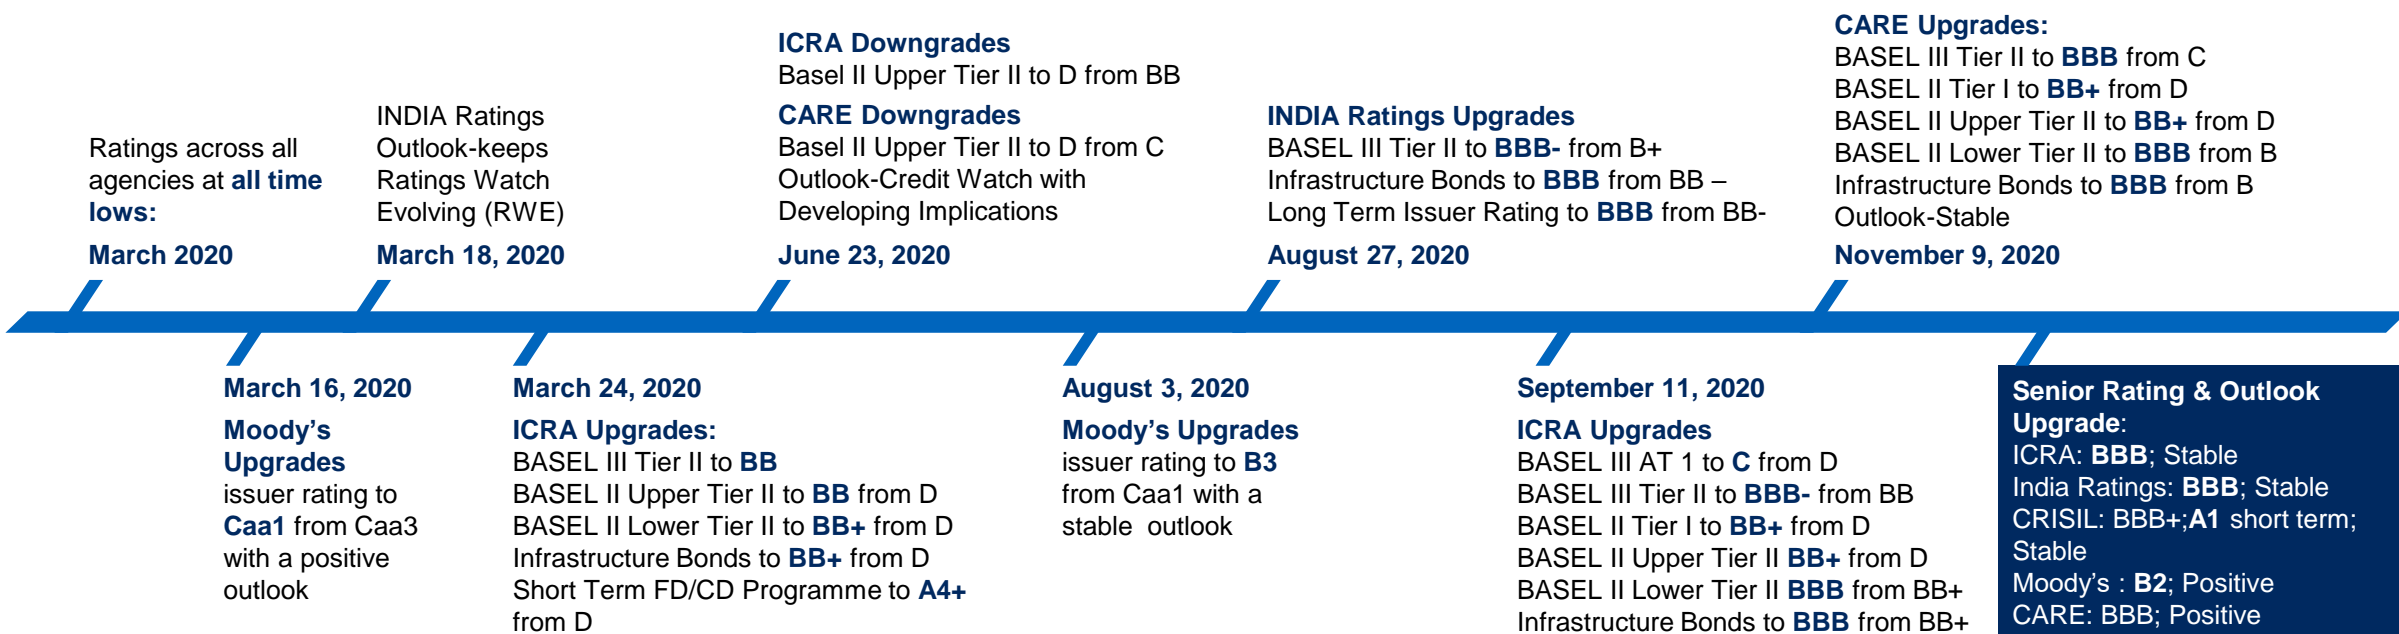 Ratings across all
agencies at all time
lows:
March 2020
March 16, 2020
Moody’s
Upgrades
issuer rating to
Caa1 from Caa3
with a positive
outlook
INDIA Ratings
Outlook-keeps
Ratings Watch
Evolving (RWE)
March 18, 2020
March 24, 2020
ICRA Upgrades:
BASEL III Tier II to BB
BASEL II Upper Tier II to BB from D
BASEL II Lower Tier II to BB+ from D
Infrastructure Bonds to BB+ from D
Short Term FD/CD Programme to A4+
from D
ICRA Downgrades
Basel II Upper Tier II to D from BB
CARE Downgrades
Basel II Upper Tier II to D from C
Outlook-Credit Watch with
Developing Implications
June 23, 2020
August 3, 2020
Moody’s Upgrades
issuer rating to B3
from Caa1 with a
stable outlook
INDIA Ratings Upgrades
BASEL III Tier II to BBB- from B+
Infrastructure Bonds to BBB from BB –
Long Term Issuer Rating to BBB from BB-
August 27, 2020
September 11, 2020
ICRA Upgrades
BASEL III AT 1 to C from D
BASEL III Tier II to BBB- from BB
BASEL II Tier I to BB+ from D
BASEL II Upper Tier II BB+ from D
BASEL II Lower Tier II BBB from BB+
Infrastructure Bonds to BBB from BB+
CARE Upgrades:
BASEL III Tier II to BBB from C
BASEL II Tier I to BB+ from D
BASEL II Upper Tier II to BB+ from D
BASEL II Lower Tier II to BBB from B
Infrastructure Bonds to BBB from B
Outlook-Stable
November 9, 2020
Senior Rating & Outlook
Upgrade:
ICRA: BBB; Stable
India Ratings: BBB; Stable
CRISIL: BBB+;A1 short term;
Stable
Moody’s : B2; Positive
CARE: BBB; Positive